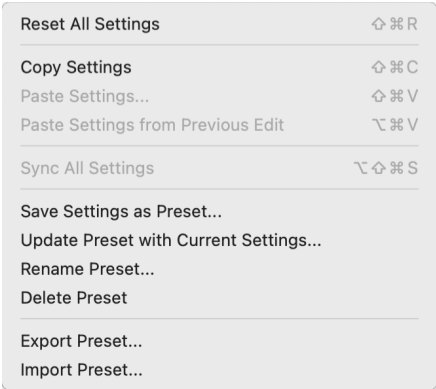 Reset All Settings ⇧⌘R
Copy Settings ⇧⌘C
Paste Settings... ⇧⌘V
Paste Settings from Previous Edit ⌥⌘V
Sync All Settings ⌥⇧⌘S
Save Settings as Preset...
Update Preset with Current Settings...
Rename Preset...
Delete Preset
Export Preset...
Import Preset...